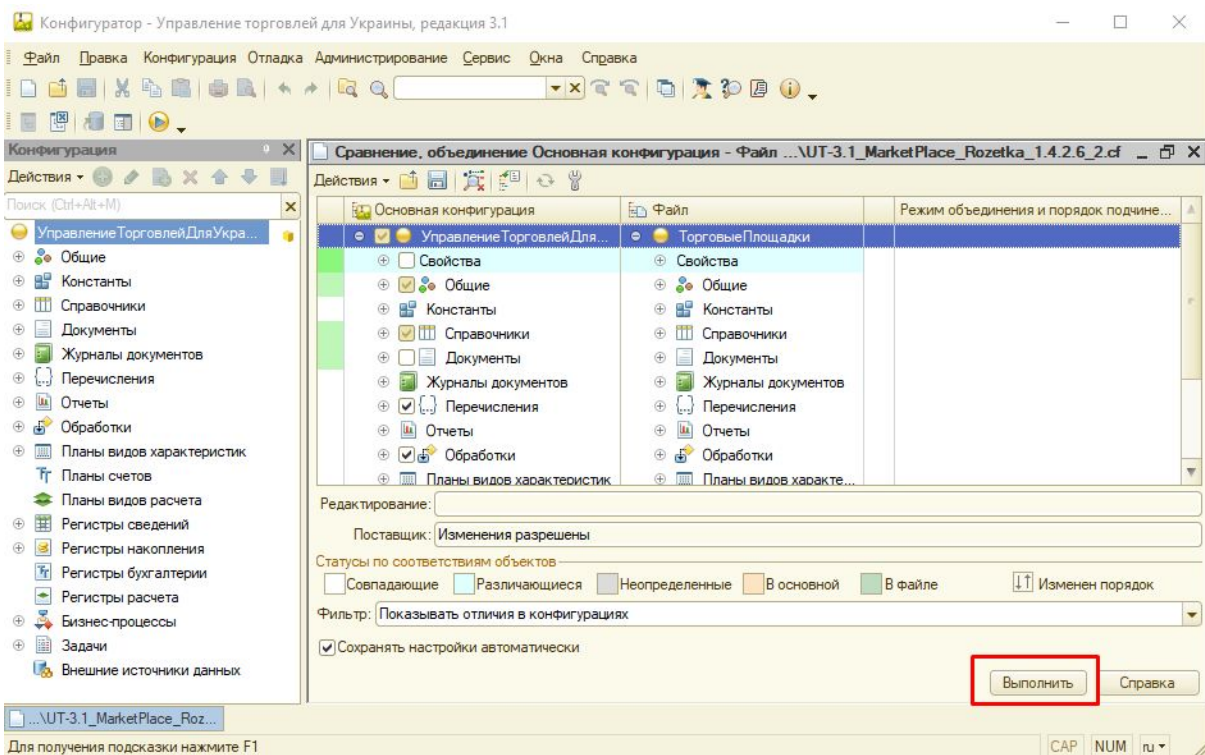 Конфигуратор - Управление торговлей для Украины, редакция 3.1
Файл Правка Конфигурация Отладка Администрирование Сервис Окна Справка
Конфигурация
Действия
Поиск (Ctrl+Alt+M)
УправлениеТорговлейДляУкра...
Общие
Константы
Справочники
Документы
Журналы документов
Перечисления
Отчеты
Обработки
Планы видов характеристик
Планы счетов
Планы видов расчета
Регистры сведений
Регистры накопления
Регистры бухгалтерии
Регистры расчета
Бизнес-процессы
Задачи
Внешние источники данных
Сравнение, объединение Основная конфигурация - Файл ...\UT-3.1_MarketPlace_Rozetka_1.4.2.6_2.cf
Действия
Основная конфигурация Файл Режим объединения и порядок подчине...
УправлениеТорговлейДля... ТорговыеПлощадки
Свойства Свойства
Общие Общие
Константы Константы
Справочники Справочники
Документы Документы
Журналы документов Журналы документов
Перечисления Перечисления
Отчеты Отчеты
Обработки Обработки
Планы видов характеристик Планы видов характе...
Редактирование:
Поставщик: Изменения разрешены
Статусы по соответствиям объектов
Совпадающие Различающиеся Неопределенные В основной В файле Изменен порядок
Фильтр: Показывать отличия в конфигурациях
Сохранять настройки автоматически
Выполнить Справка
...\UT-3.1_MarketPlace_Roz...
Для получения подсказки нажмите F1 CAP NUM ru